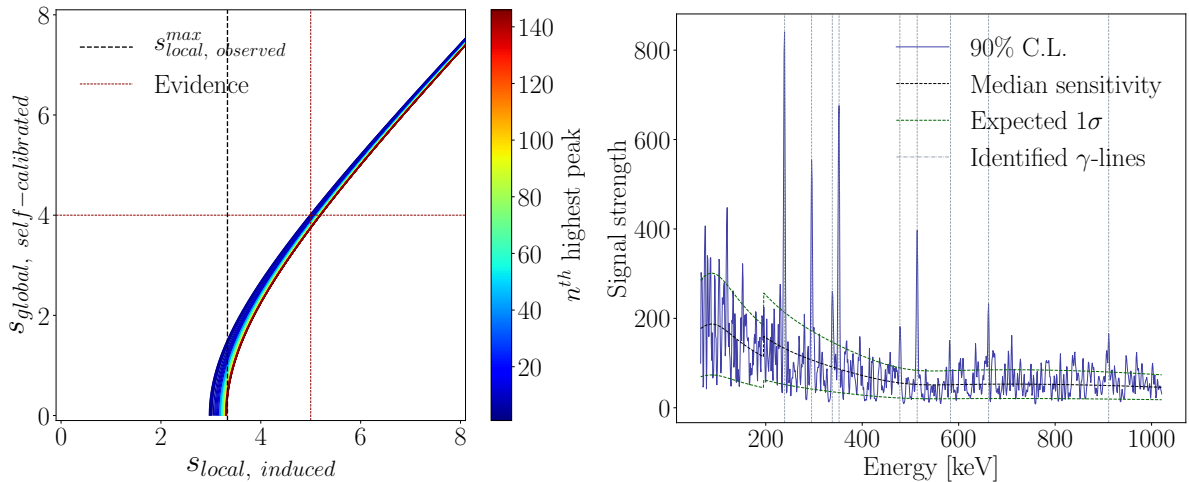 8
6
4
2
0
s_{global, self−calibrated}
s^{max}_{local, observed}
Evidence
0 2 4 6 8
s_{local, induced}
140
120
100
80
60
40
20
n^{th} highest peak
800
600
400
200
0
Signal strength
90% C.L.
Median sensitivity
Expected 1σ
Identified γ-lines
200 400 600 800 1000
Energy [keV]